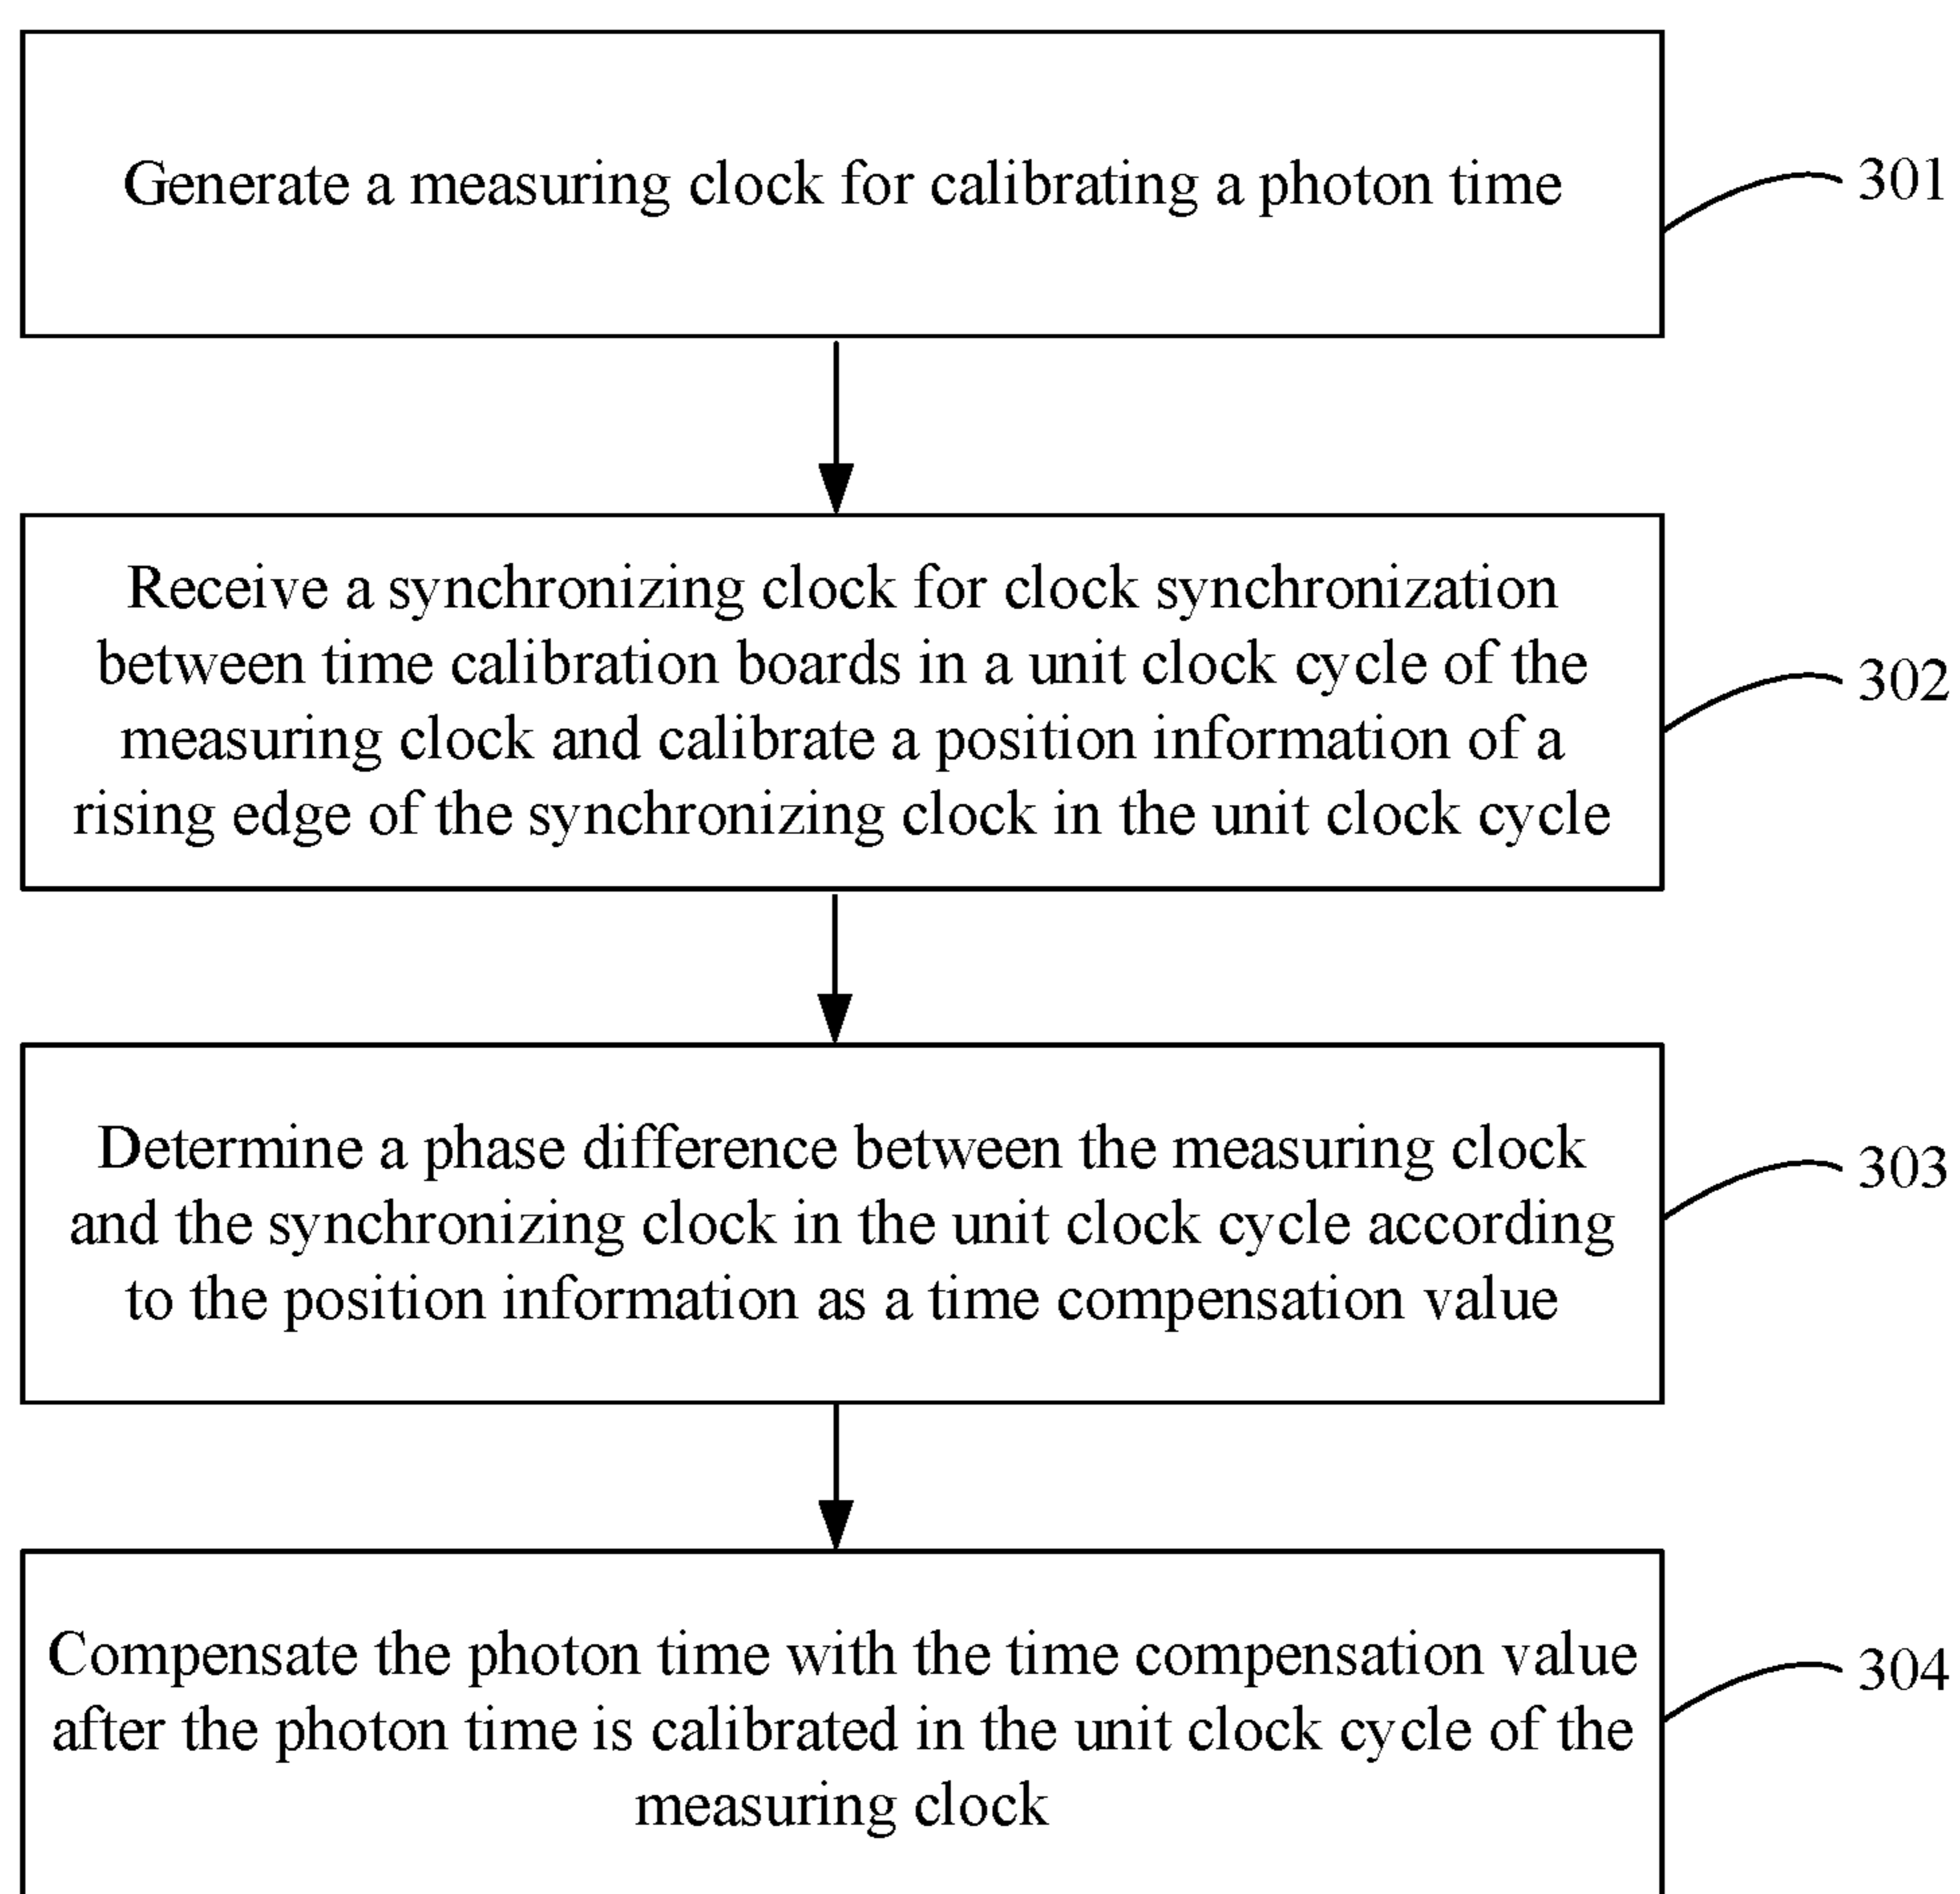 Generate a measuring clock for calibrating a photon time
301
Receive a synchronizing clock for clock synchronization
between time calibration boards in a unit clock cycle of the
measuring clock and calibrate a position information of a
rising edge of the synchronizing clock in the unit clock cycle
302
Determine a phase difference between the measuring clock
and the synchronizing clock in the unit clock cycle according
to the position information as a time compensation value
303
Compensate the photon time with the time compensation value
after the photon time is calibrated in the unit clock cycle of the
measuring clock
304